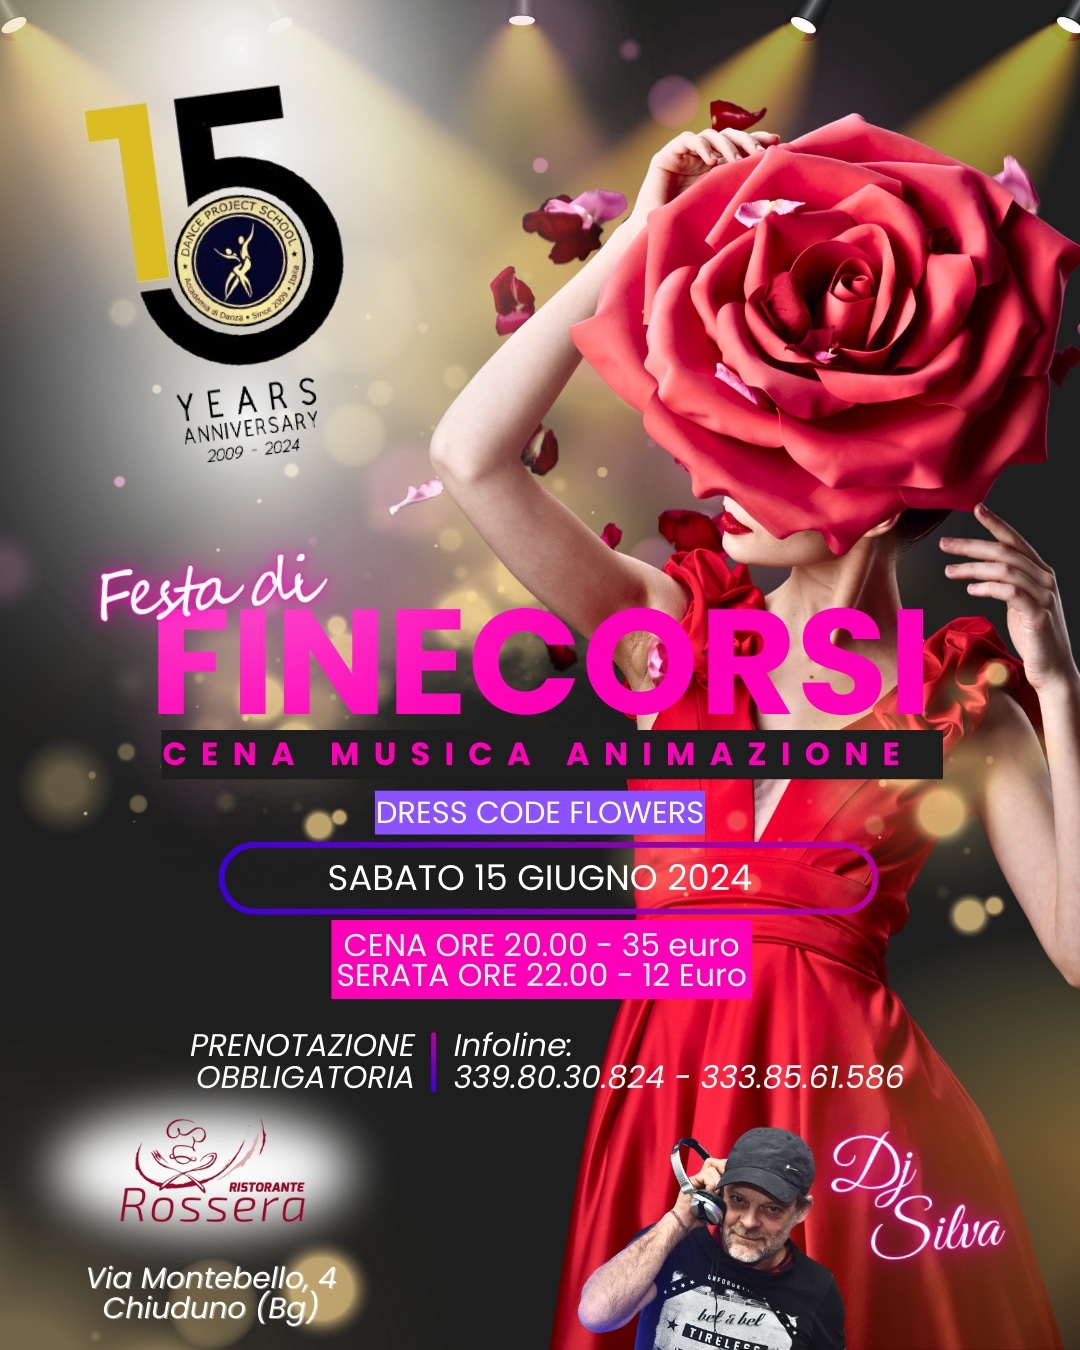 15
DANCE PROJECT SCHOOL
Accademia di Danza • Since 2009 • Italia
YEARS
ANNIVERSARY
2009 - 2024
Festa di
FINECORSI
CENA MUSICA ANIMAZIONE
DRESS CODE FLOWERS
SABATO 15 GIUGNO 2024
CENA ORE 20.00 - 35 euro
SERATA ORE 22.00 - 12 Euro
PRENOTAZIONE
OBBLIGATORIA
Infoline:
339.80.30.824 - 333.85.61.586
RISTORANTE
Rossera
Via Montebello, 4
Chiuduno (Bg)
Dj
Silva
bel & bel
TIRELESS